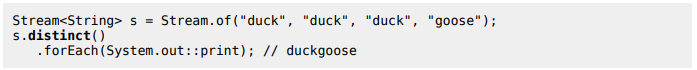 Stream<String> s = Stream.of("duck", "duck", "duck", "goose");
s.distinct()
   .forEach(System.out::print); // duckgoose